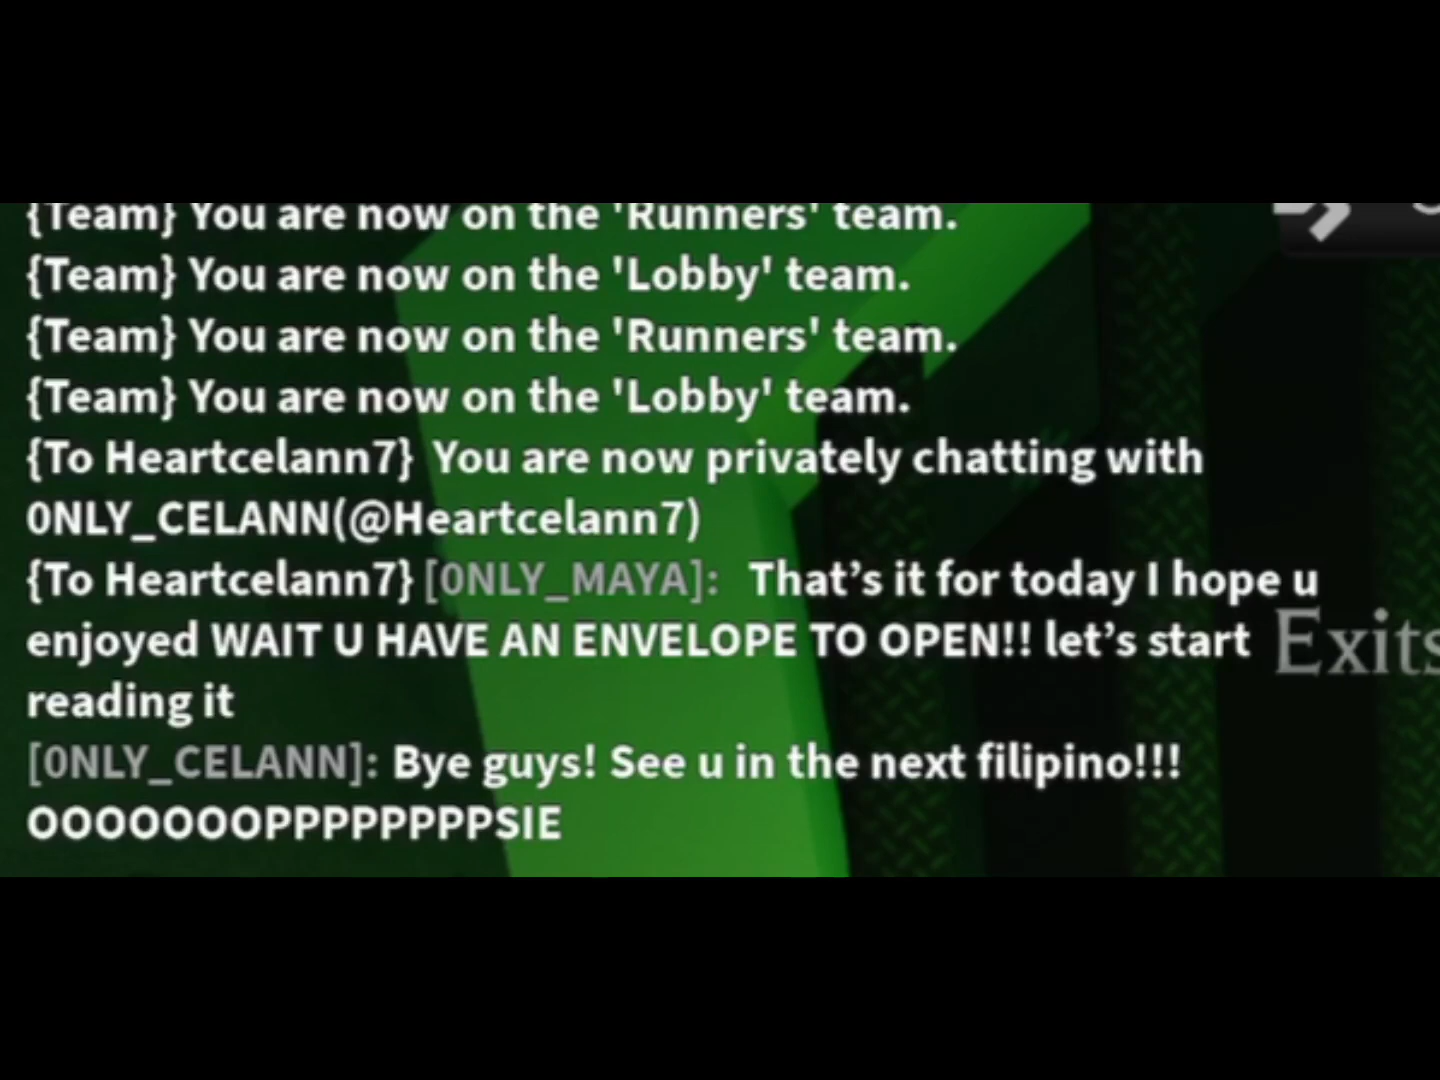 {Team} You are now on the 'Runners' team.
{Team} You are now on the 'Lobby' team.
{Team} You are now on the 'Runners' team.
{Team} You are now on the 'Lobby' team.
{To Heartcelann7}  You are now privately chatting with
0NLY_CELANN(@Heartcelann7)
{To Heartcelann7} [0NLY_MAYA]:   That’s it for today I hope u
enjoyed WAIT U HAVE AN ENVELOPE TO OPEN!! let’s start
reading it
Exits
[0NLY_CELANN]: Bye guys! See u in the next filipino!!!
OOOOOOOPPPPPPPPPSIE